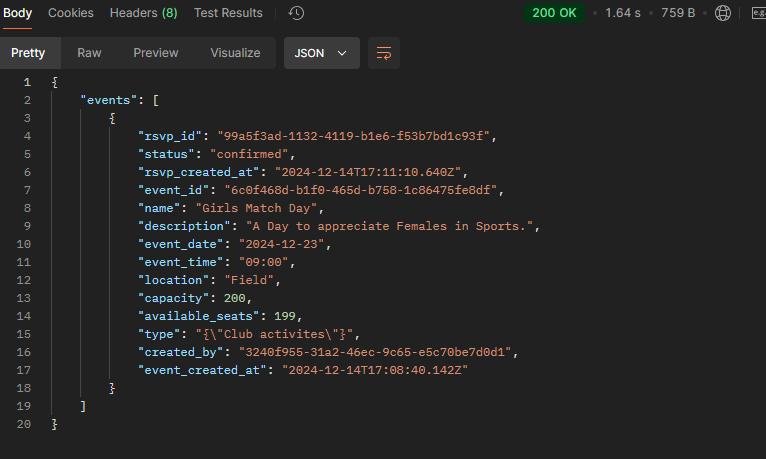 Body Cookies Headers (8) Test Results 200 OK • 1.64 s • 759 B
Pretty Raw Preview Visualize JSON
1 {
2 "events": [
3 {
4 "rsvp_id": "99a5f3ad-1132-4119-b1e6-f53b7bd1c93f",
5 "status": "confirmed",
6 "rsvp_created_at": "2024-12-14T17:11:10.640Z",
7 "event_id": "6c0f468d-b1f0-465d-b758-1c86475fe8df",
8 "name": "Girls Match Day",
9 "description": "A Day to appreciate Females in Sports.",
10 "event_date": "2024-12-23",
11 "event_time": "09:00",
12 "location": "Field",
13 "capacity": 200,
14 "available_seats": 199,
15 "type": "{\"Club activites\"}",
16 "created_by": "3240f955-31a2-46ec-9c65-e5c70be7d0d1",
17 "event_created_at": "2024-12-14T17:08:40.142Z"
18 }
19 ]
20 }